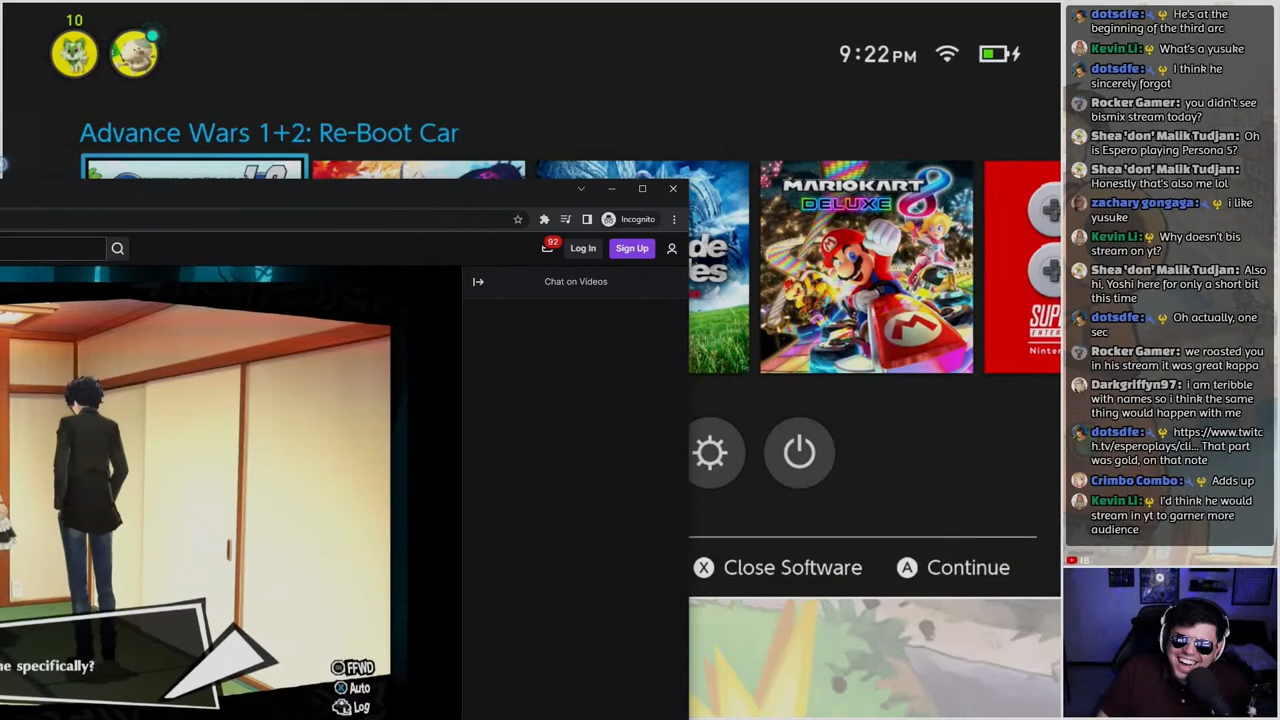 10
9:22 PM
Advance Wars 1+2: Re-Boot Car
MARIOKART 8
DELUXE
Incognito
92
Log In
Sign Up
Chat on Videos
SUP
ENTER
Ninten
Close Software
Continue
ne specifically?
FFWD
Auto
Log
dotsdfe: He's at the
beginning of the third arc
Kevin Li: What's a yusuke
dotsdfe: I think he
sincerely forgot
Rocker Gamer: you didn't see
bismix stream today?
Shea 'don' Malik Tudjan: Oh
is Espero playing Persona 5?
Shea 'don' Malik Tudjan:
Honestly that's also me lol
zachary gongaga: i like
yusuke
Kevin Li: Why doesn't bis
stream on yt?
Shea 'don' Malik Tudjan: Also
hi, Yoshi here for only a short bit
this time
dotsdfe: Oh actually, one
sec
Rocker Gamer: we roasted you
in his stream it was great kappa
Darkgriffyn97: i am teribble
with names so i think the same
thing would happen with me
dotsdfe: https://www.twitc
h.tv/esperoplays/cli... That part
was gold, on that note
Crimbo Combo: Adds up
Kevin Li: I'd think he would
stream in yt to garner more
audience